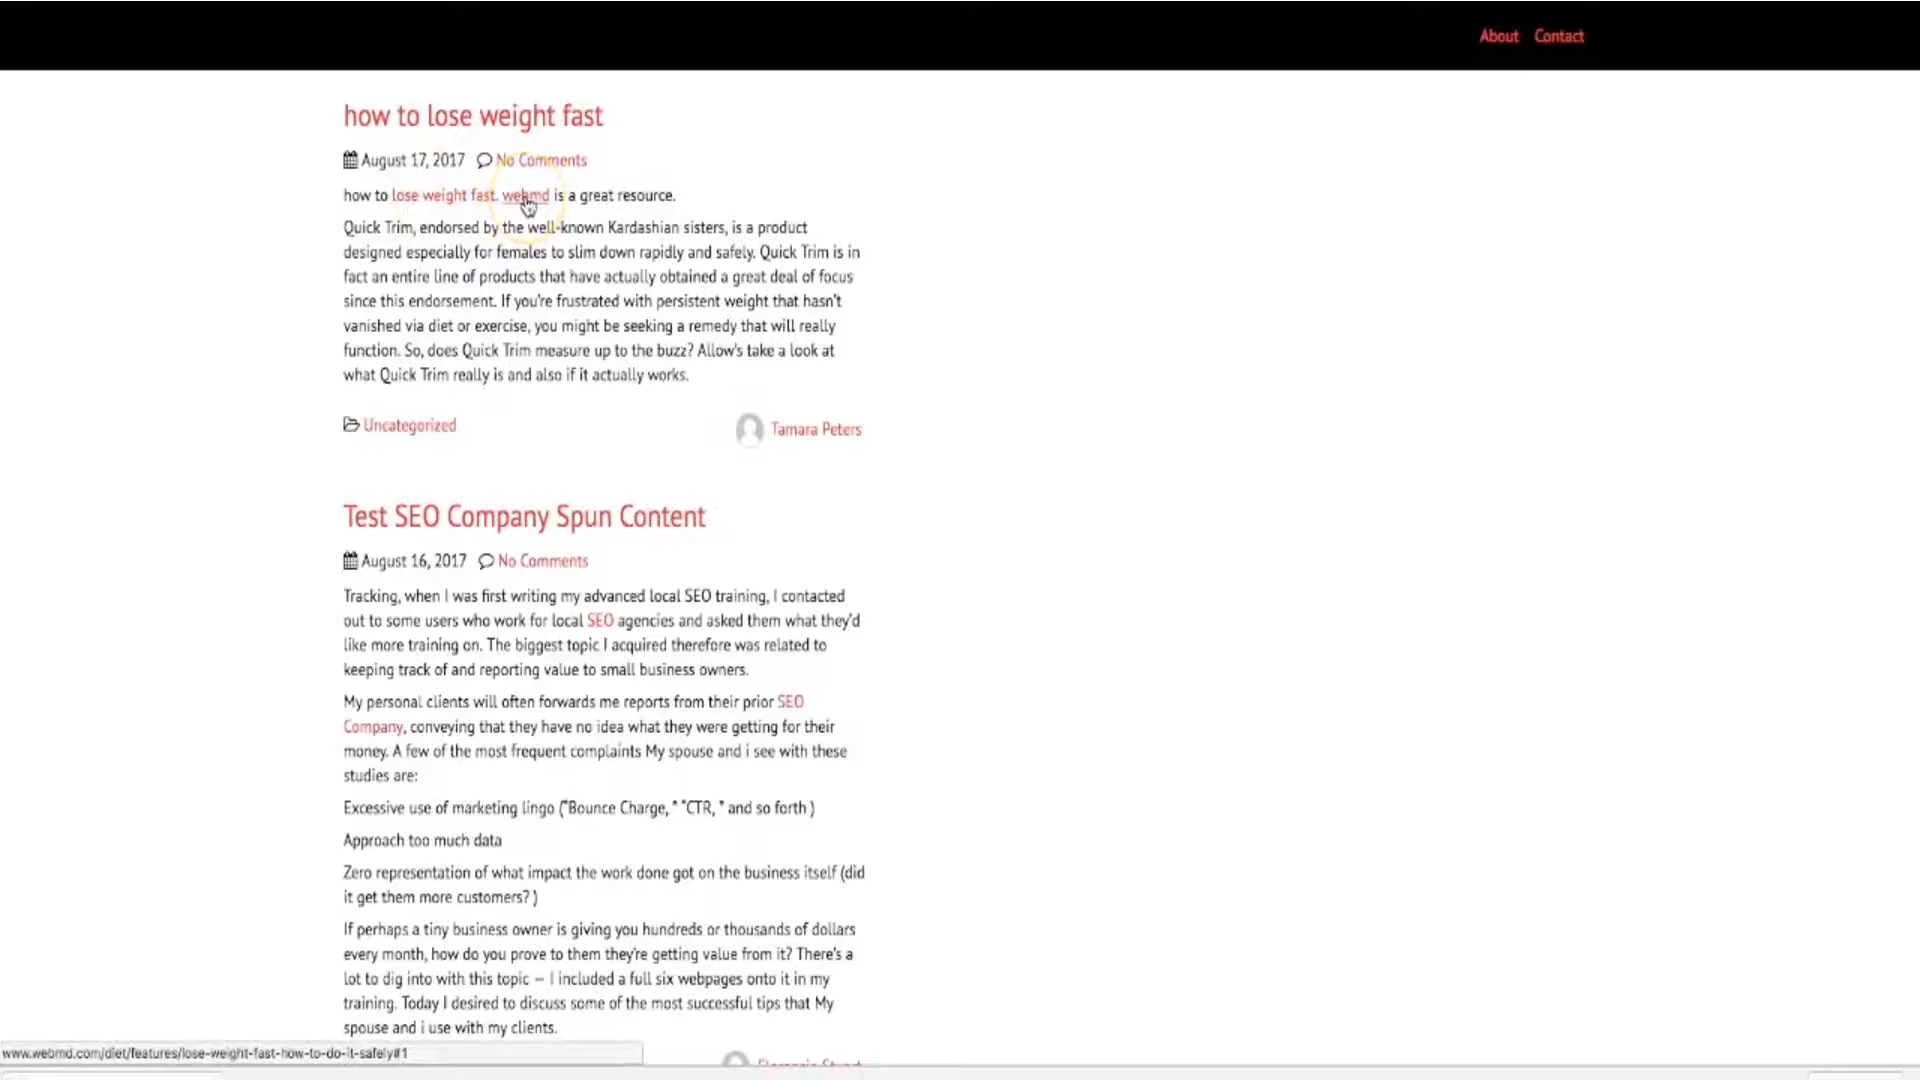 About Contact
how to lose weight fast
August 17, 2017 No Comments
how to lose weight fast. webmd is a great resource.
Quick Trim, endorsed by the well-known Kardashian sisters, is a product
designed especially for females to slim down rapidly and safely. Quick Trim is in
fact an entire line of products that have actually obtained a great deal of focus
since this endorsement. If you're frustrated with persistent weight that hasn't
vanished via diet or exercise, you might be seeking a remedy that will really
function. So, does Quick Trim measure up to the buzz? Allow's take a look at
what Quick Trim really is and also if it actually works.
Uncategorized
Tamara Peters
Test SEO Company Spun Content
August 16, 2017 No Comments
Tracking, when I was first writing my advanced local SEO training, I contacted
out to some users who work for local SEO agencies and asked them what they'd
like more training on. The biggest topic I acquired therefore was related to
keeping track of and reporting value to small business owners.
My personal clients will often forwards me reports from their prior SEO
Company, conveying that they have no idea what they were getting for their
money. A few of the most frequent complaints My spouse and i see with these
studies are:
Excessive use of marketing lingo ("Bounce Charge, " "CTR, " and so forth )
Approach too much data
Zero representation of what impact the work done got on the business itself (did
it get them more customers? )
If perhaps a tiny business owner is giving you hundreds or thousands of dollars
every month, how do you prove to them they're getting value from it? There's a
lot to dig into with this topic – I included a full six webpages onto it in my
training. Today I desired to discuss some of the most successful tips that My
spouse and i use with my clients.
www.webmd.com/diet/features/lose-weight-fast-how-to-do-it-safely#1